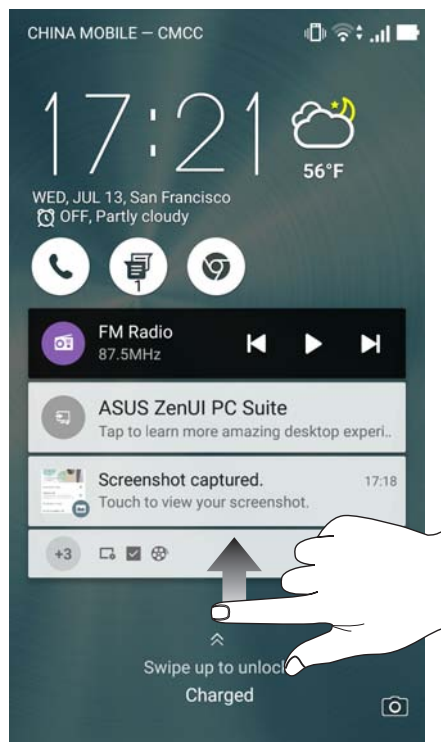 CHINA MOBILE – CMCC
17:21
56°F
WED, JUL 13, San Francisco
OFF, Partly cloudy
1
FM Radio
87.5MHz
ASUS ZenUI PC Suite
Tap to learn more amazing desktop experi..
Screenshot captured. 17:18
Touch to view your screenshot.
+3
Swipe up to unloc
Charged